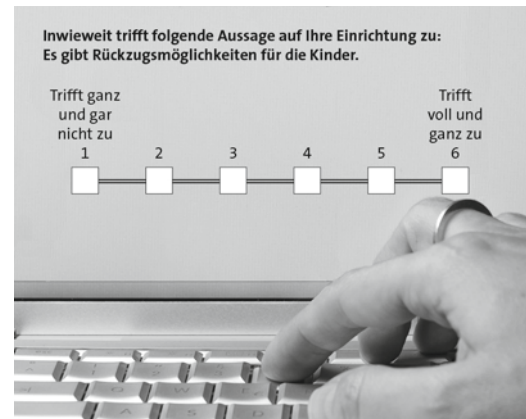 Inwieweit trifft folgende Aussage auf Ihre Einrichtung zu:
Es gibt Rückzugsmöglichkeiten für die Kinder.
Trifft ganz
und gar
nicht zu
Trifft
voll und
ganz zu
1 2 3 4 5 6